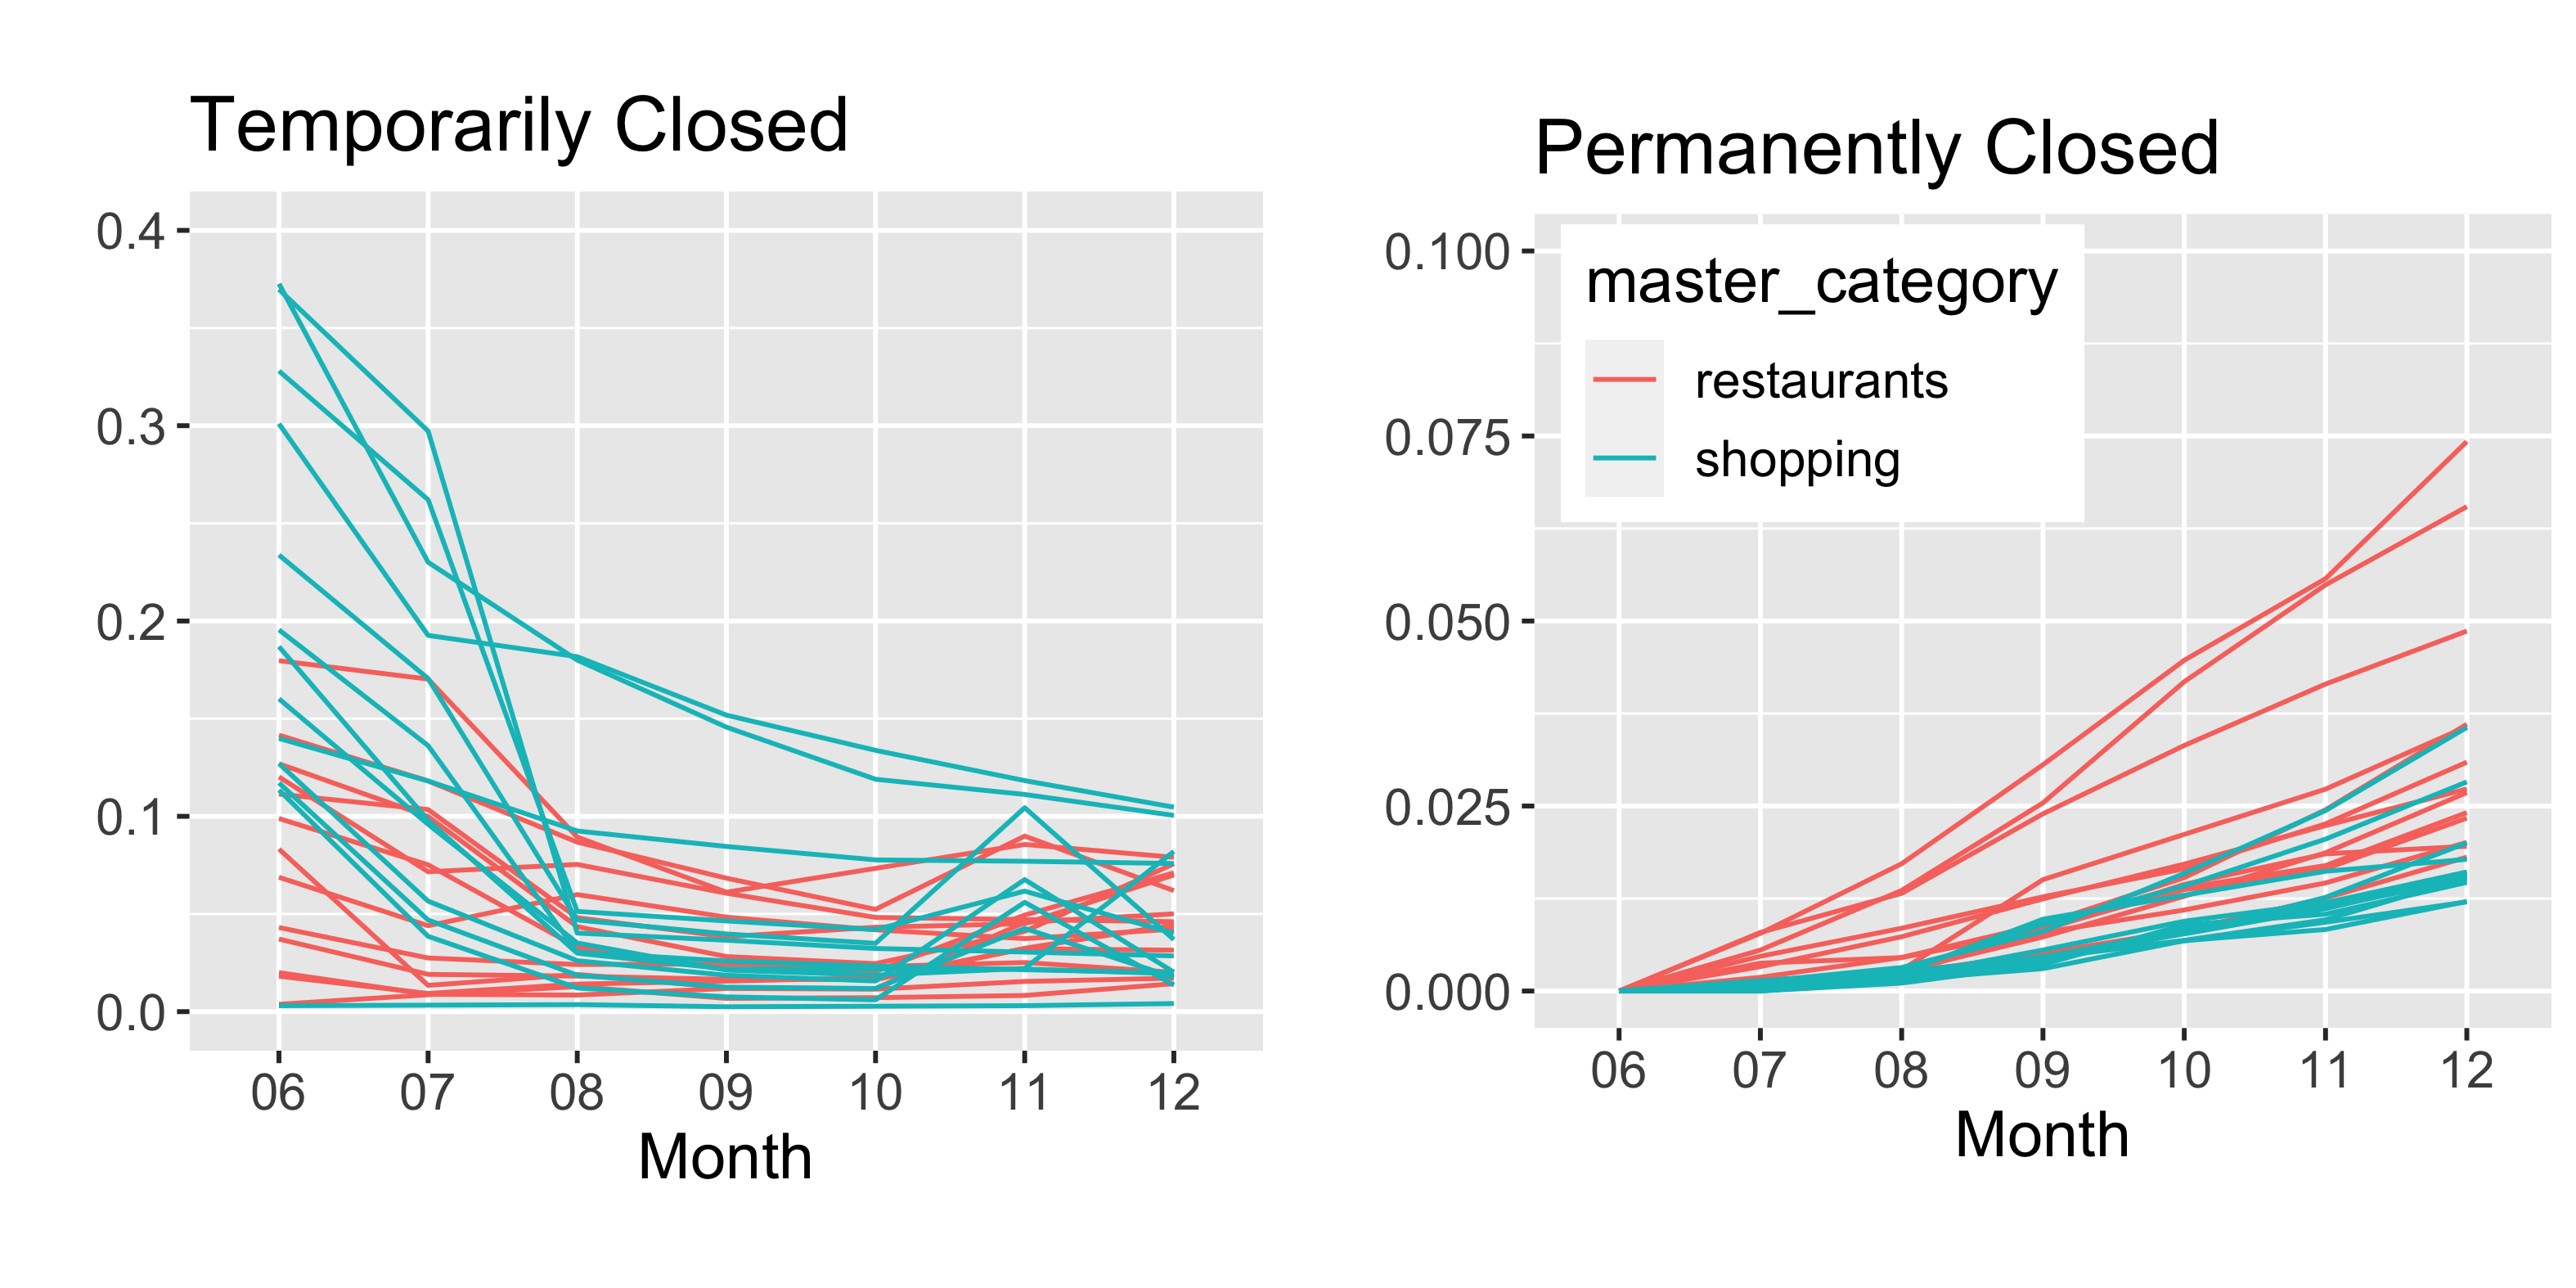 Temporarily Closed
0.4
0.3
0.2
0.1
0.0
06 07 08 09 10 11 12
Month
Permanently Closed
0.100
0.075
0.050
0.025
0.000
master_category
restaurants
shopping
06 07 08 09 10 11 12
Month